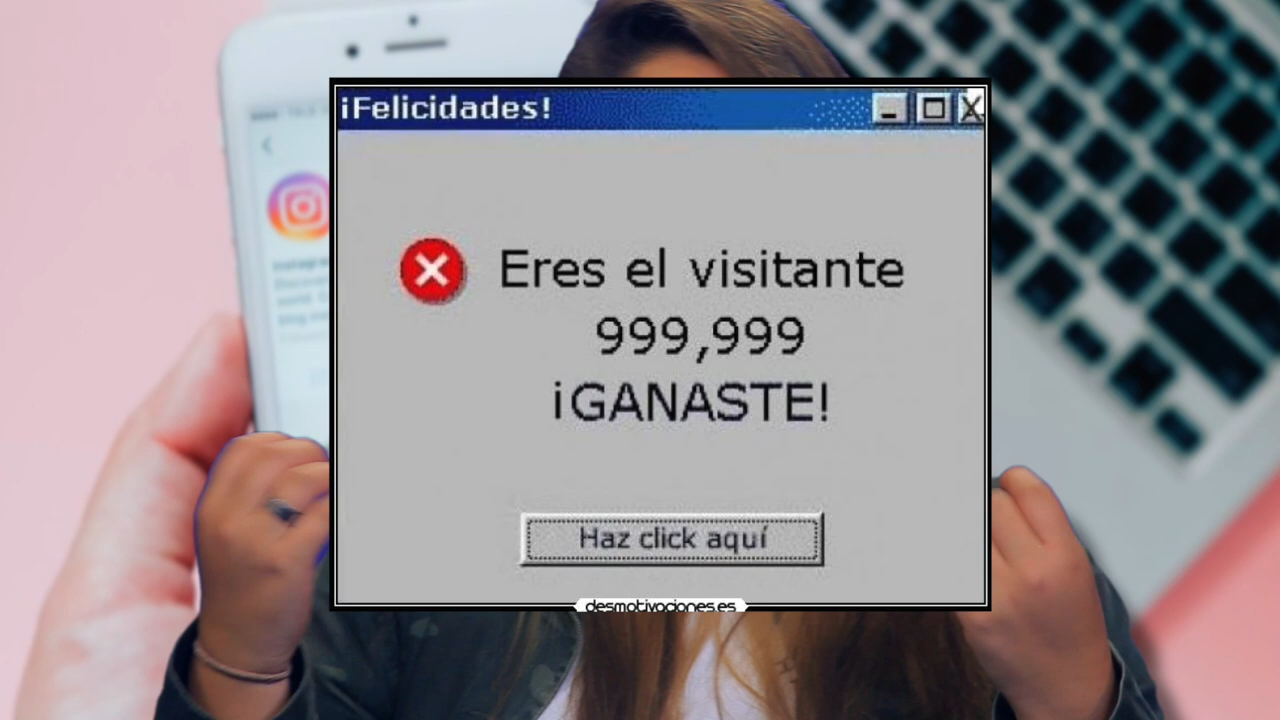 ¡Felicidades!
Eres el visitante
999,999
¡GANASTE!
Haz click aquí
desmotivaciones.es